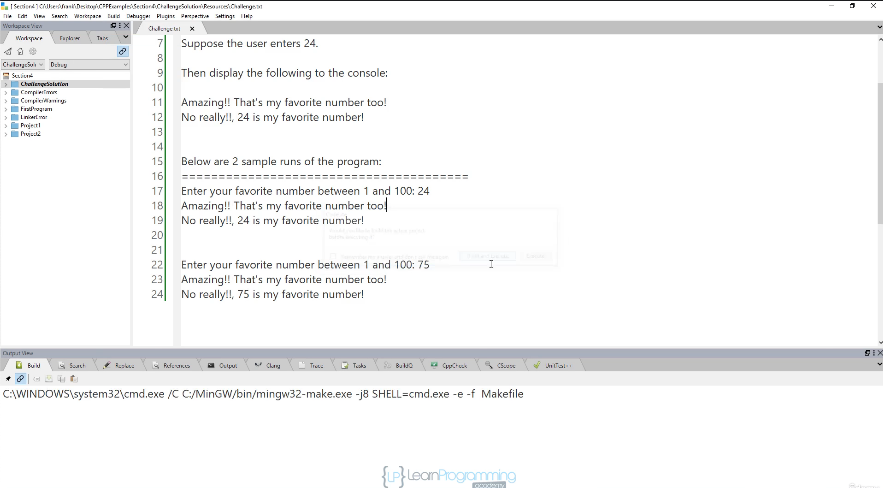 [ Section4 ] C:\Users\frank\Desktop\CPPExamples\Section4\ChallengeSolution\Resources\Challenge.txt
File Edit View Search Workspace Build Debugger Plugins Perspective Settings Help
Workspace View
Challenge.txt
Workspace Explorer Tabs
ChallengeSoli Debug
Section4
ChallengeSolution
CompilerErrors
CompilerWarnings
FirstProgram
LinkerError
Project1
Project2
7 Suppose the user enters 24.
8
9 Then display the following to the console:
10
11 Amazing!! That's my favorite number too!
12 No really!!, 24 is my favorite number!
13
14
15 Below are 2 sample runs of the program:
16 =======================================
17 Enter your favorite number between 1 and 100: 24
18 Amazing!! That's my favorite number too!
19 No really!!, 24 is my favorite number!
20
21
22 Enter your favorite number between 1 and 100: 75
23 Amazing!! That's my favorite number too!
24 No really!!, 75 is my favorite number!
Output View
Build Search Replace References Output Clang Trace Tasks BuildQ CppCheck CScope UnitTest++
C:\WINDOWS\system32\cmd.exe /C C:/MinGW/bin/mingw32-make.exe -j8 SHELL=cmd.exe -e -f Makefile
{LP} LearnProgramming
academy